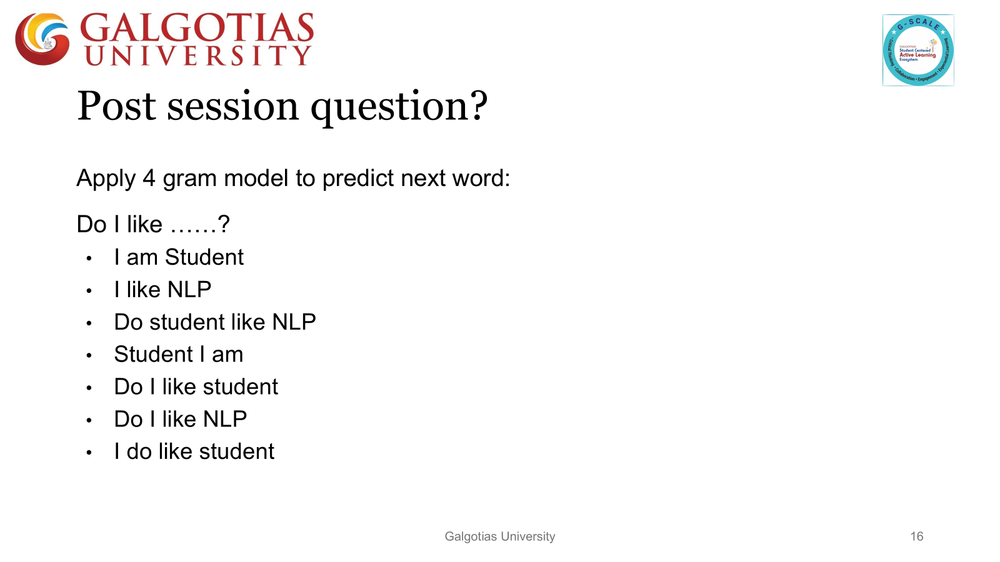 GALGOTIAS
UNIVERSITY
G-SCALE
GALGOTIAS
Student Centered
Active Learning
Ecosystem
• Critical Thinking • Collaboration • Engagement • Experiential Learning
Post session question?
Apply 4 gram model to predict next word:
Do I like ……?
• I am Student
• I like NLP
• Do student like NLP
• Student I am
• Do I like student
• Do I like NLP
• I do like student
Galgotias University
16